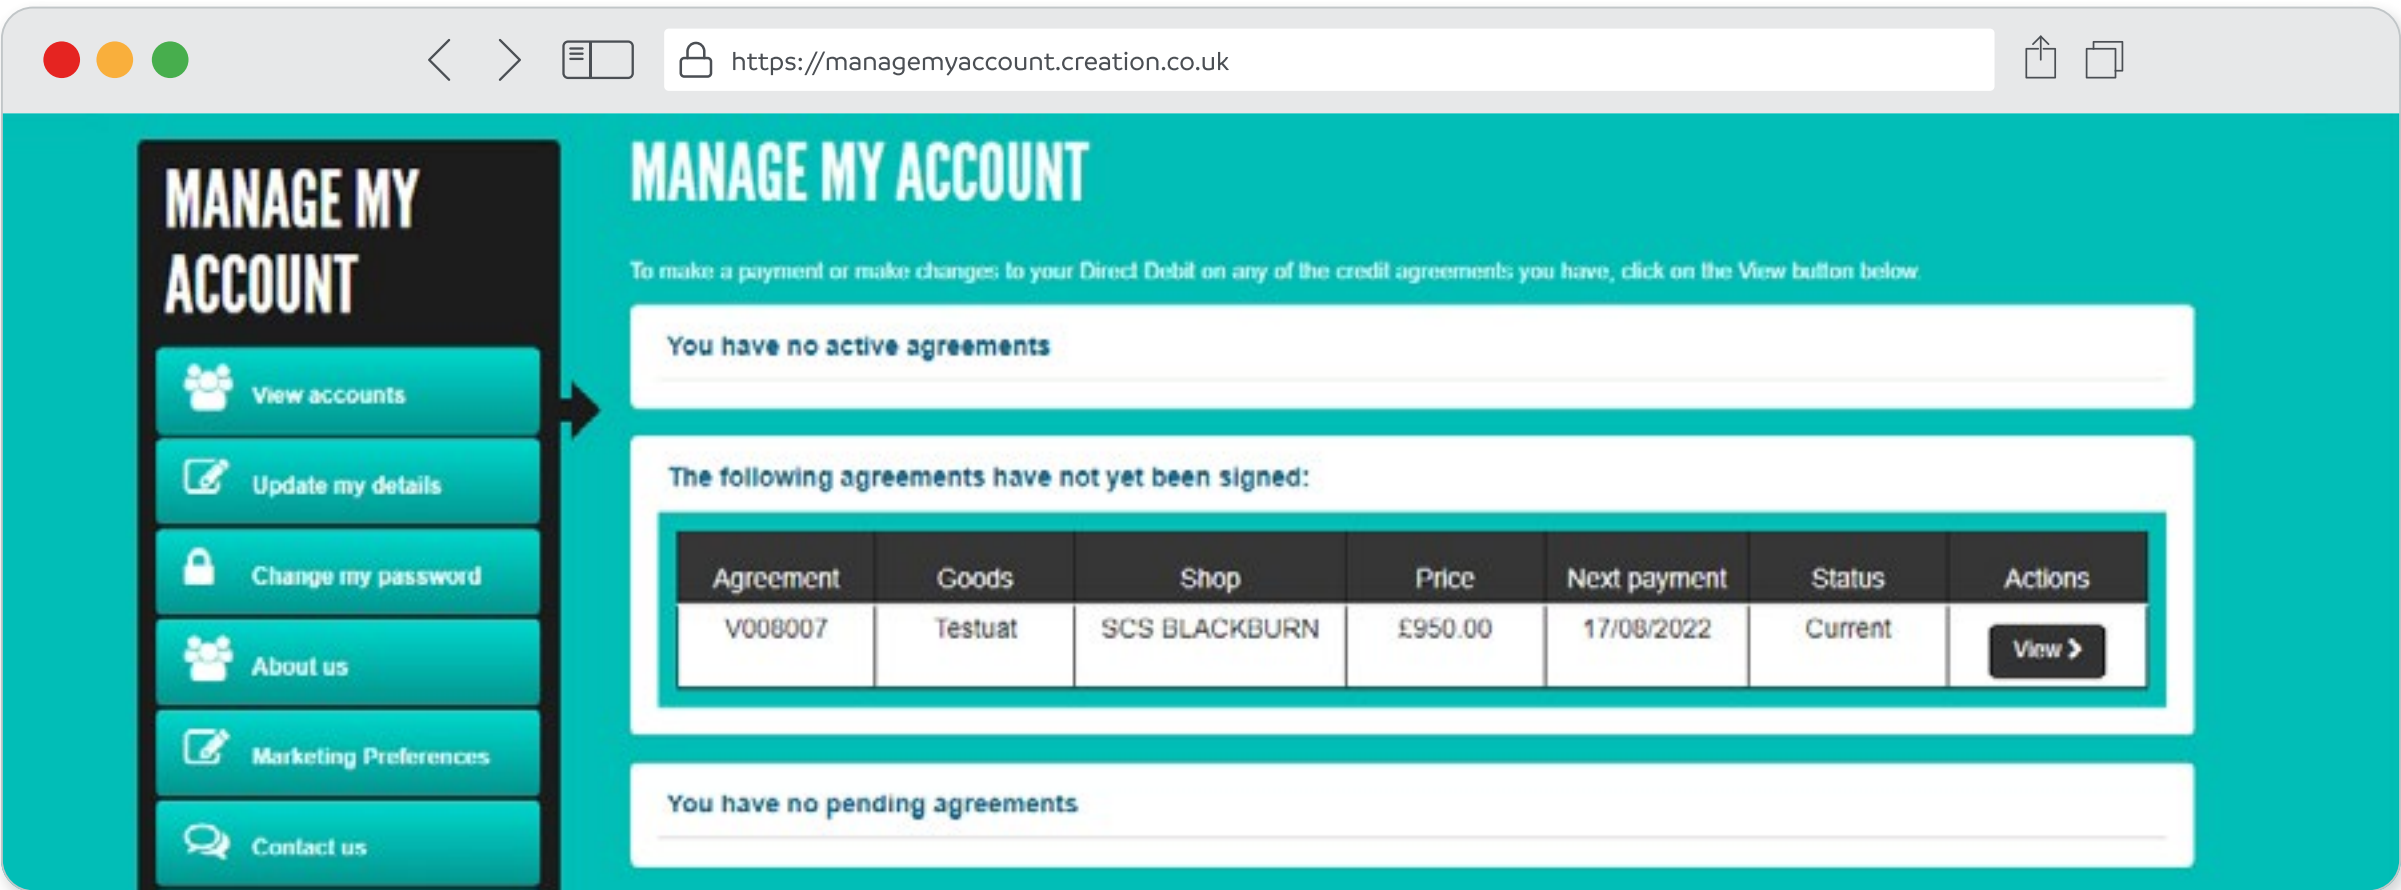 https://managemyaccount.creation.co.uk
MANAGE MY
ACCOUNT
View accounts
Update my details
Change my password
About us
Marketing Preferences
Contact us
MANAGE MY ACCOUNT
To make a payment or make changes to your Direct Debit on any of the credit agreements you have, click on the View button below.
You have no active agreements
The following agreements have not yet been signed:
Agreement Goods Shop Price Next payment Status Actions
V008007 Testuat SCS BLACKBURN £950.00 17/08/2022 Current View
You have no pending agreements